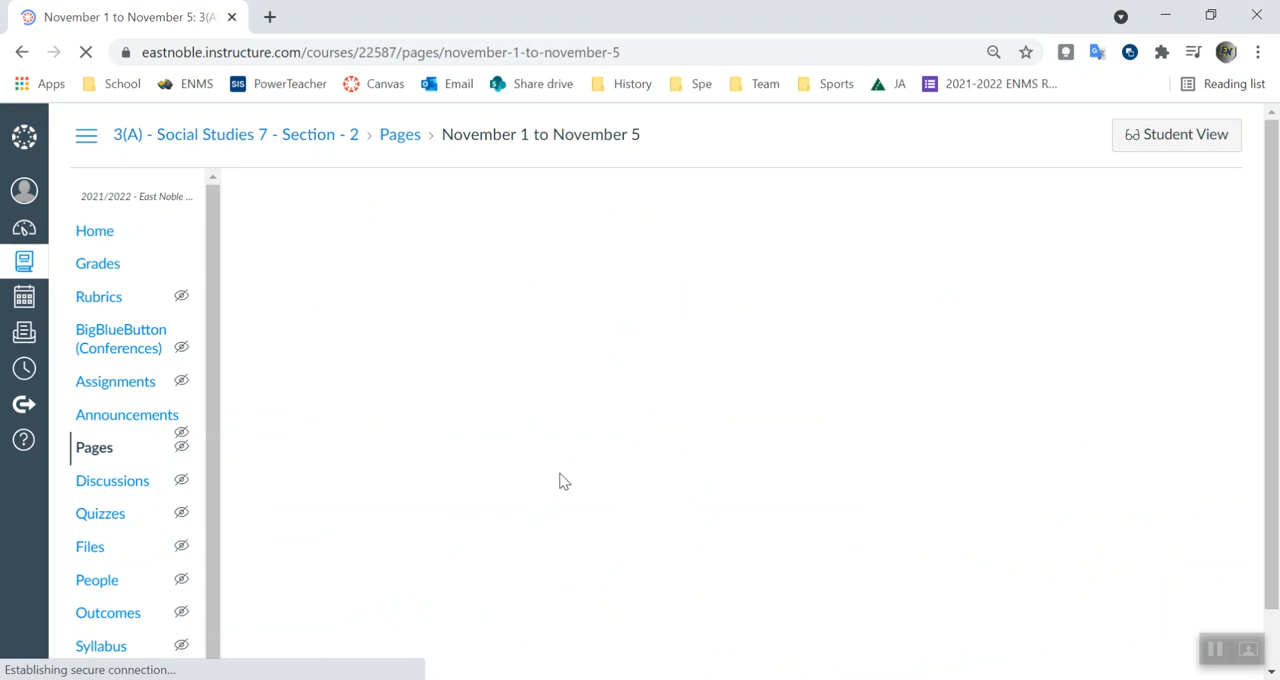 November 1 to November 5: 3(A
eastnoble.instructure.com/courses/22587/pages/november-1-to-november-5
Apps School ENMS SIS PowerTeacher Canvas Email Share drive History Spe Team Sports JA 2021-2022 ENMS R... Reading list
3(A) - Social Studies 7 - Section - 2 › Pages › November 1 to November 5
Student View
2021/2022 - East Noble ...
Home
Grades
Rubrics
BigBlueButton
(Conferences)
Assignments
Announcements
Pages
Discussions
Quizzes
Files
People
Outcomes
Syllabus
Establishing secure connection...